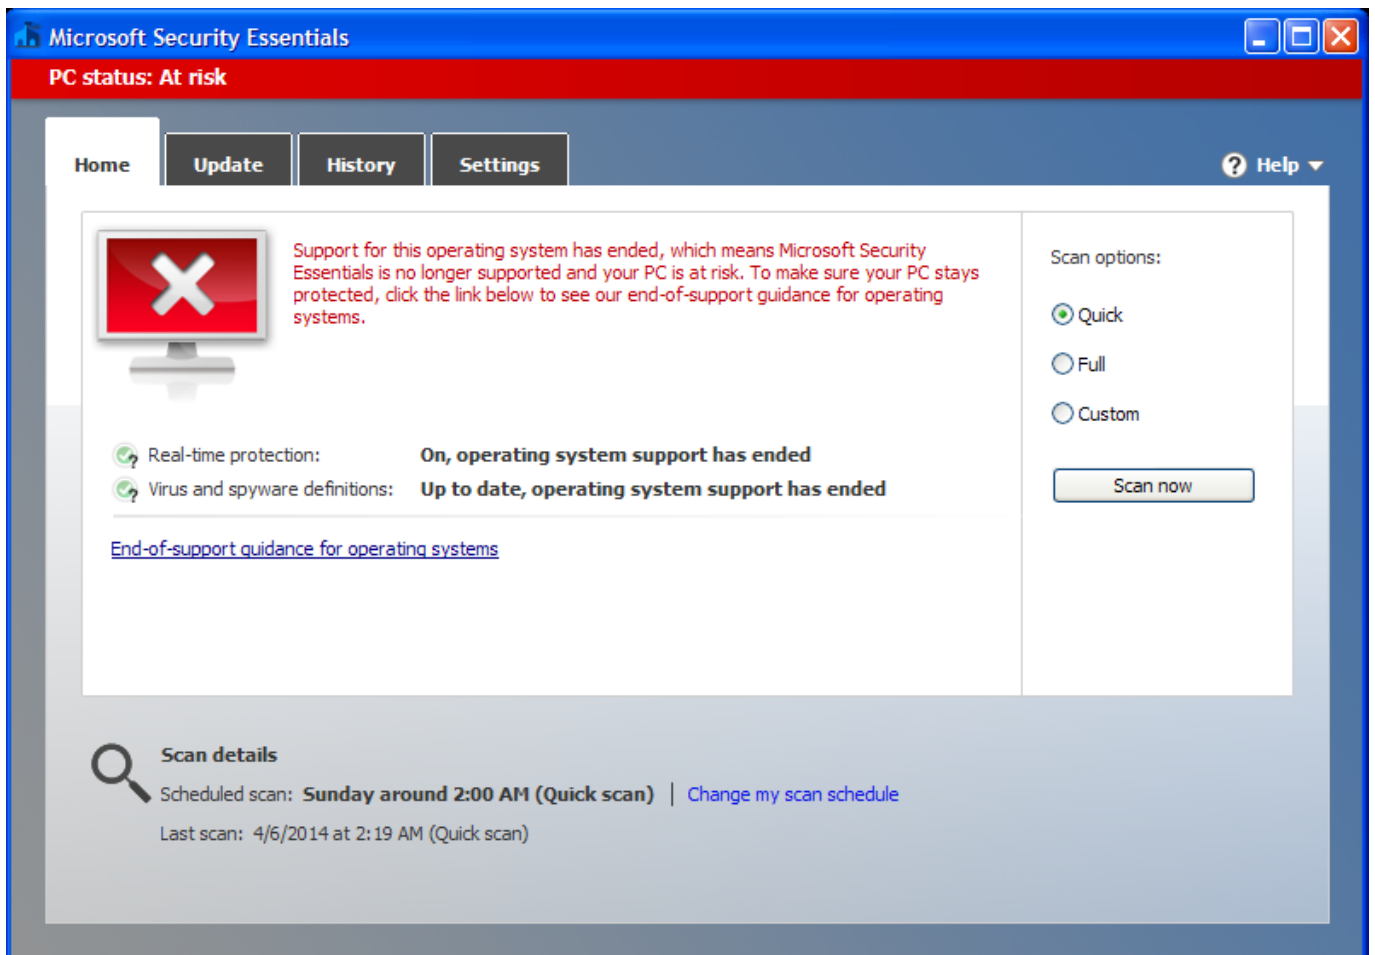 Microsoft Security Essentials
PC status: At risk
Home
Update
History
Settings
? Help
Support for this operating system has ended, which means Microsoft Security
Essentials is no longer supported and your PC is at risk. To make sure your PC stays
protected, click the link below to see our end-of-support guidance for operating
systems.
Scan options:
Quick
Full
Custom
Scan now
Real-time protection: On, operating system support has ended
Virus and spyware definitions: Up to date, operating system support has ended
End-of-support guidance for operating systems
Scan details
Scheduled scan: Sunday around 2:00 AM (Quick scan) | Change my scan schedule
Last scan: 4/6/2014 at 2:19 AM (Quick scan)